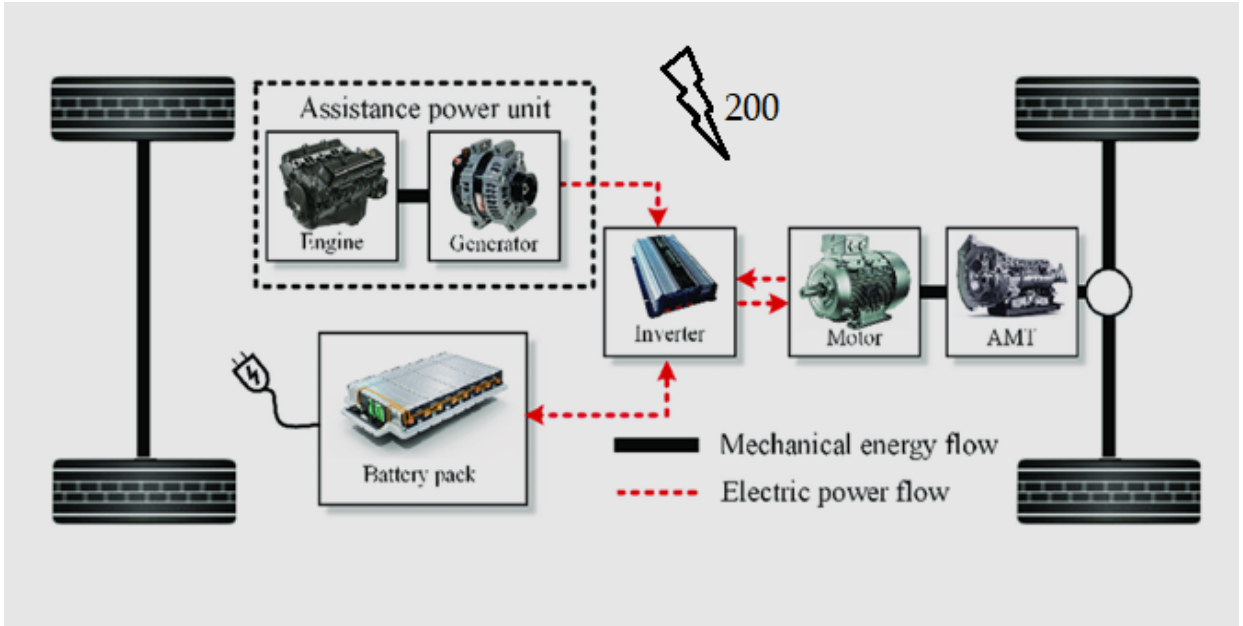 Assistance power unit
200
Engine
Generator
Inverter
Motor
AMT
Battery pack
Mechanical energy flow
Electric power flow